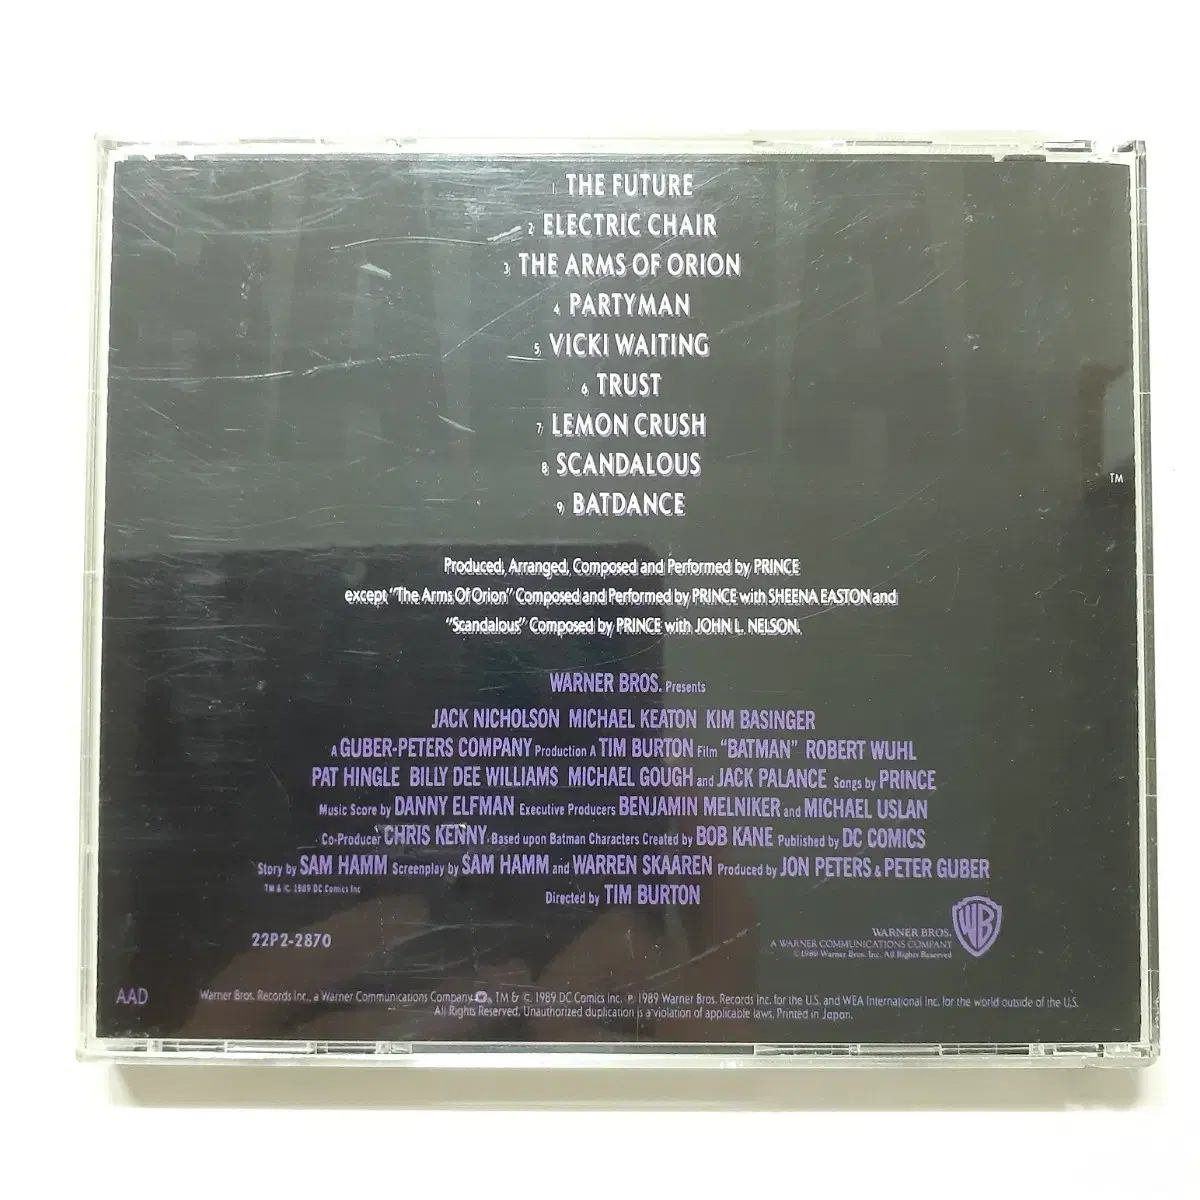 1 THE FUTURE
2 ELECTRIC CHAIR
3 THE ARMS OF ORION
4 PARTYMAN
5 VICKI WAITING
6 TRUST
7 LEMON CRUSH
8 SCANDALOUS
9 BATDANCE
TM
Produced, Arranged, Composed and Performed by PRINCE
except "The Arms Of Orion" Composed and Performed by PRINCE with SHEENA EASTON and
"Scandalous" Composed by PRINCE with JOHN L. NELSON.
WARNER BROS. Presents
JACK NICHOLSON MICHAEL KEATON KIM BASINGER
A GUBER-PETERS COMPANY Production A TIM BURTON Film "BATMAN" ROBERT WUHL
PAT HINGLE BILLY DEE WILLIAMS MICHAEL GOUGH and JACK PALANCE Songs by PRINCE
Music Score by DANNY ELFMAN Executive Producers BENJAMIN MELNIKER and MICHAEL USLAN
Co-Producer CHRIS KENNY Based upon Batman Characters Created by BOB KANE Published by DC COMICS
Story by SAM HAMM Screenplay by SAM HAMM and WARREN SKAAREN Produced by JON PETERS & PETER GUBER
TM & © 1989 DC Comics Inc
Directed by TIM BURTON
22P2-2870
WB
WARNER BROS.
A WARNER COMMUNICATIONS COMPANY
© 1989 Warner Bros. Inc. All Rights Reserved
AAD
Warner Bros. Records Inc., a Warner Communications Company, TM & © 1989 DC Comics Inc. ℗ 1989 Warner Bros. Records Inc. for the U.S. and WEA International Inc. for the world outside of the U.S.
All Rights Reserved. Unauthorized duplication is a violation of applicable laws. Printed in Japan.